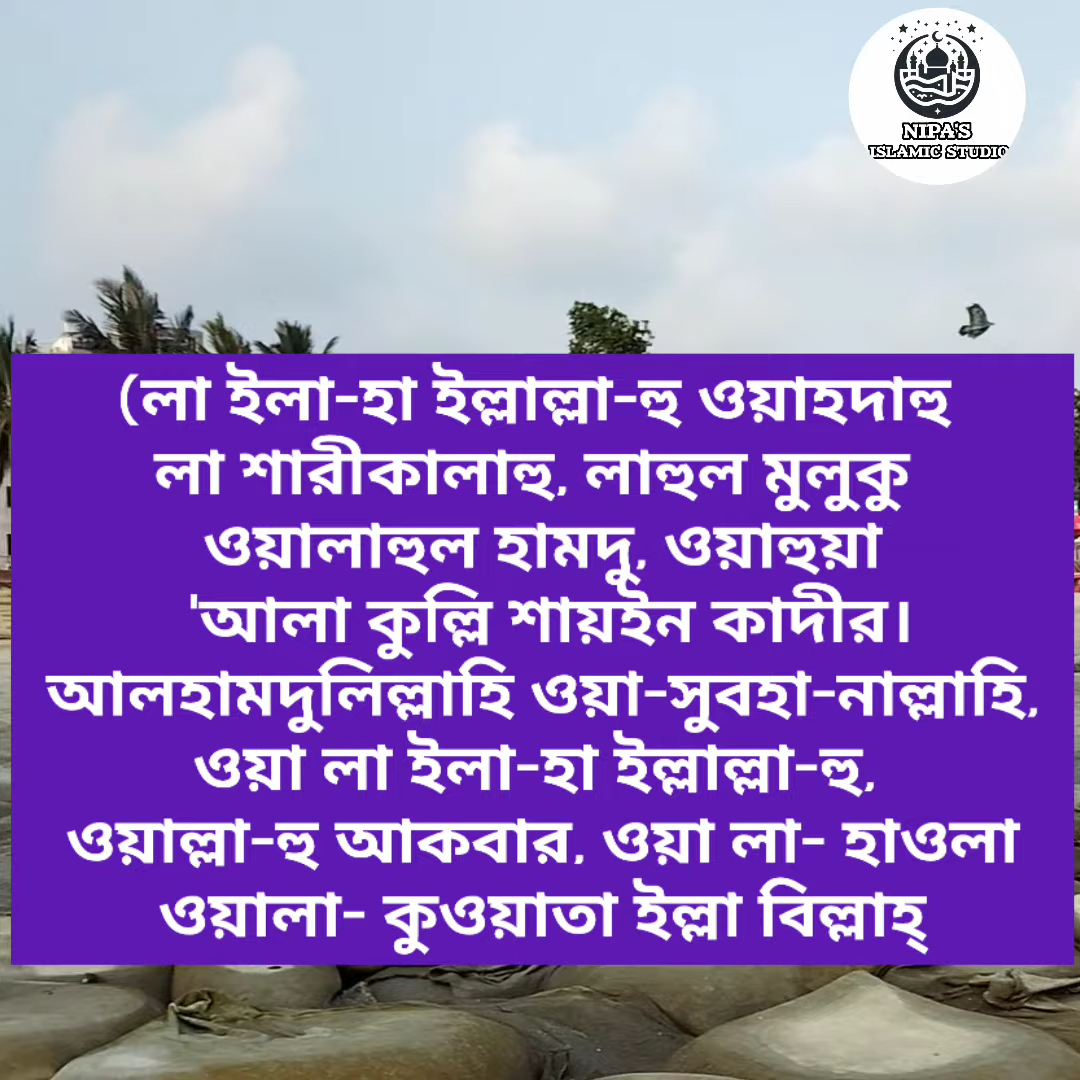 NIPA'S
ISLAMIC STUDIO
(লা ইলা-হা ইল্লাল্লা-হু ওয়াহদাহু
লা শারীকালাহু, লাহুল মুলুকু
ওয়ালাহুল হামদু, ওয়াহুয়া
'আলা কুল্লি শায়ইন কাদীর।
আলহামদুলিল্লাহি ওয়া-সুবহা-নাল্লাহি,
ওয়া লা ইলা-হা ইল্লাল্লা-হু,
ওয়াল্লা-হু আকবার, ওয়া লা- হাওলা
ওয়ালা- কুওয়াতা ইল্লা বিল্লাহ্